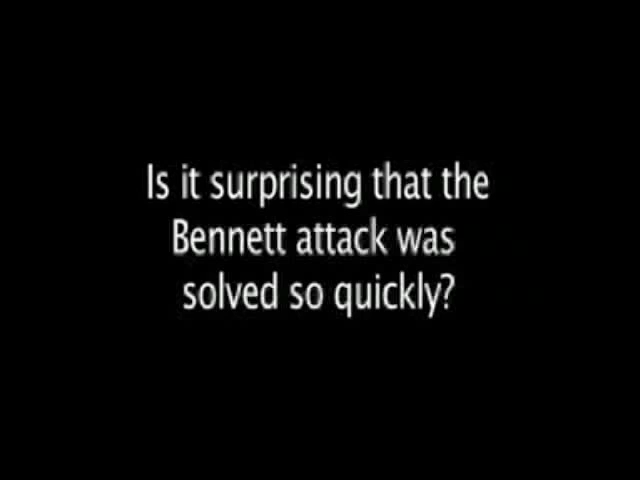 Is it surprising that the
Bennett attack was
solved so quickly?